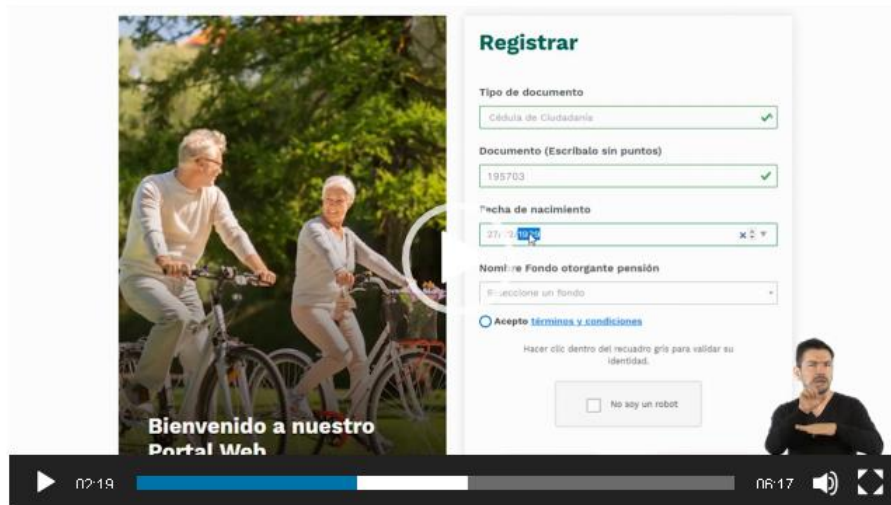 Registrar
Tipo de documento
Cédula de Ciudadanía
Documento (Escríbalo sin puntos)
195703
Fecha de nacimiento
1929
Nombre Fondo otorgante pensión
Seleccione un fondo
Acepto términos y condiciones
Hacer clic dentro del recuadro gris para validar su
identidad.
No soy un robot
Bienvenido a nuestro
Portal Web
02:19
06:17